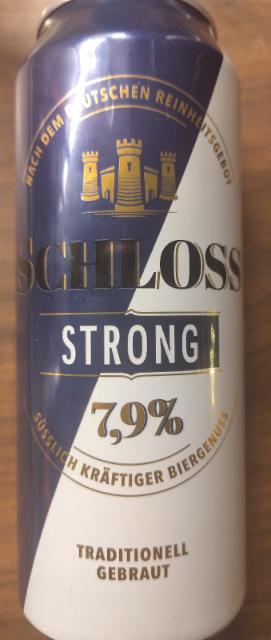 NACH DEM DEUTSCHEN REINHEITSGEBOT
SCHLOSS
STRONG
7,9%
SÜSSLICH KRÄFTIGER BIERGENUSS
TRADITIONELL
GEBRAUT